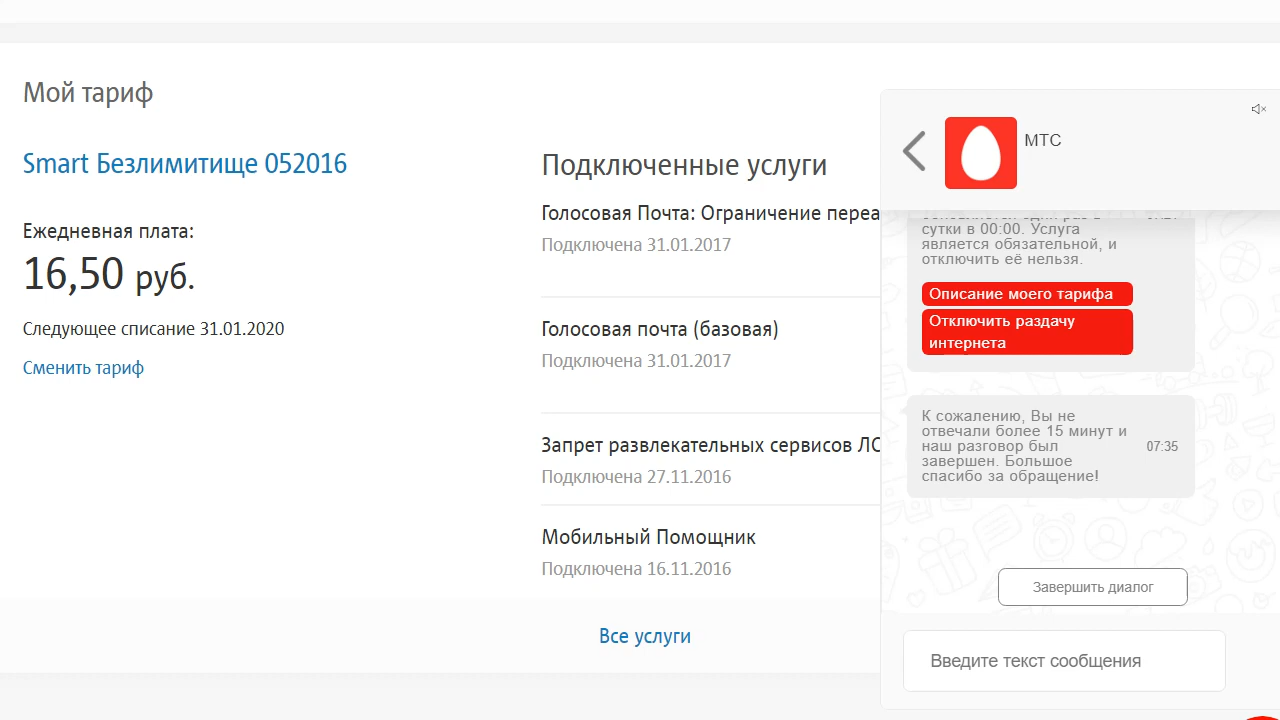 Мой тариф
Smart Безлимитище 052016
Ежедневная плата:
16,50 руб.
Следующее списание 31.01.2020
Сменить тариф
Подключенные услуги
Голосовая Почта: Ограничение переа
Подключена 31.01.2017
Голосовая почта (базовая)
Подключена 31.01.2017
Запрет развлекательных сервисов
Подключена 27.11.2016
Мобильный Помощник
Подключена 16.11.2016
Все услуги
МТС
сутки в 00:00. Услуга
является обязательной, и
отключить её нельзя.
Описание моего тарифа
Отключить раздачу
интернета
К сожалению, Вы не
отвечали более 15 минут и
наш разговор был
завершен. Большое
спасибо за обращение!
07:35
Завершить диалог
Введите текст сообщения